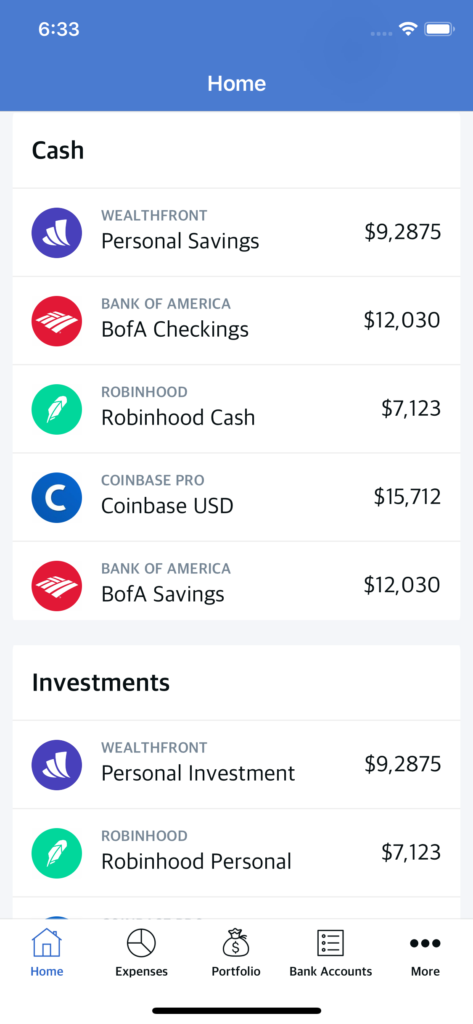 6:33
Home
Cash
WEALTHFRONT
Personal Savings
$9,2875
BANK OF AMERICA
BofA Checkings
$12,030
ROBINHOOD
Robinhood Cash
$7,123
COINBASE PRO
Coinbase USD
$15,712
BANK OF AMERICA
BofA Savings
$12,030
Investments
WEALTHFRONT
Personal Investment
$9,2875
ROBINHOOD
Robinhood Personal
$7,123
Home
Expenses
Portfolio
Bank Accounts
More